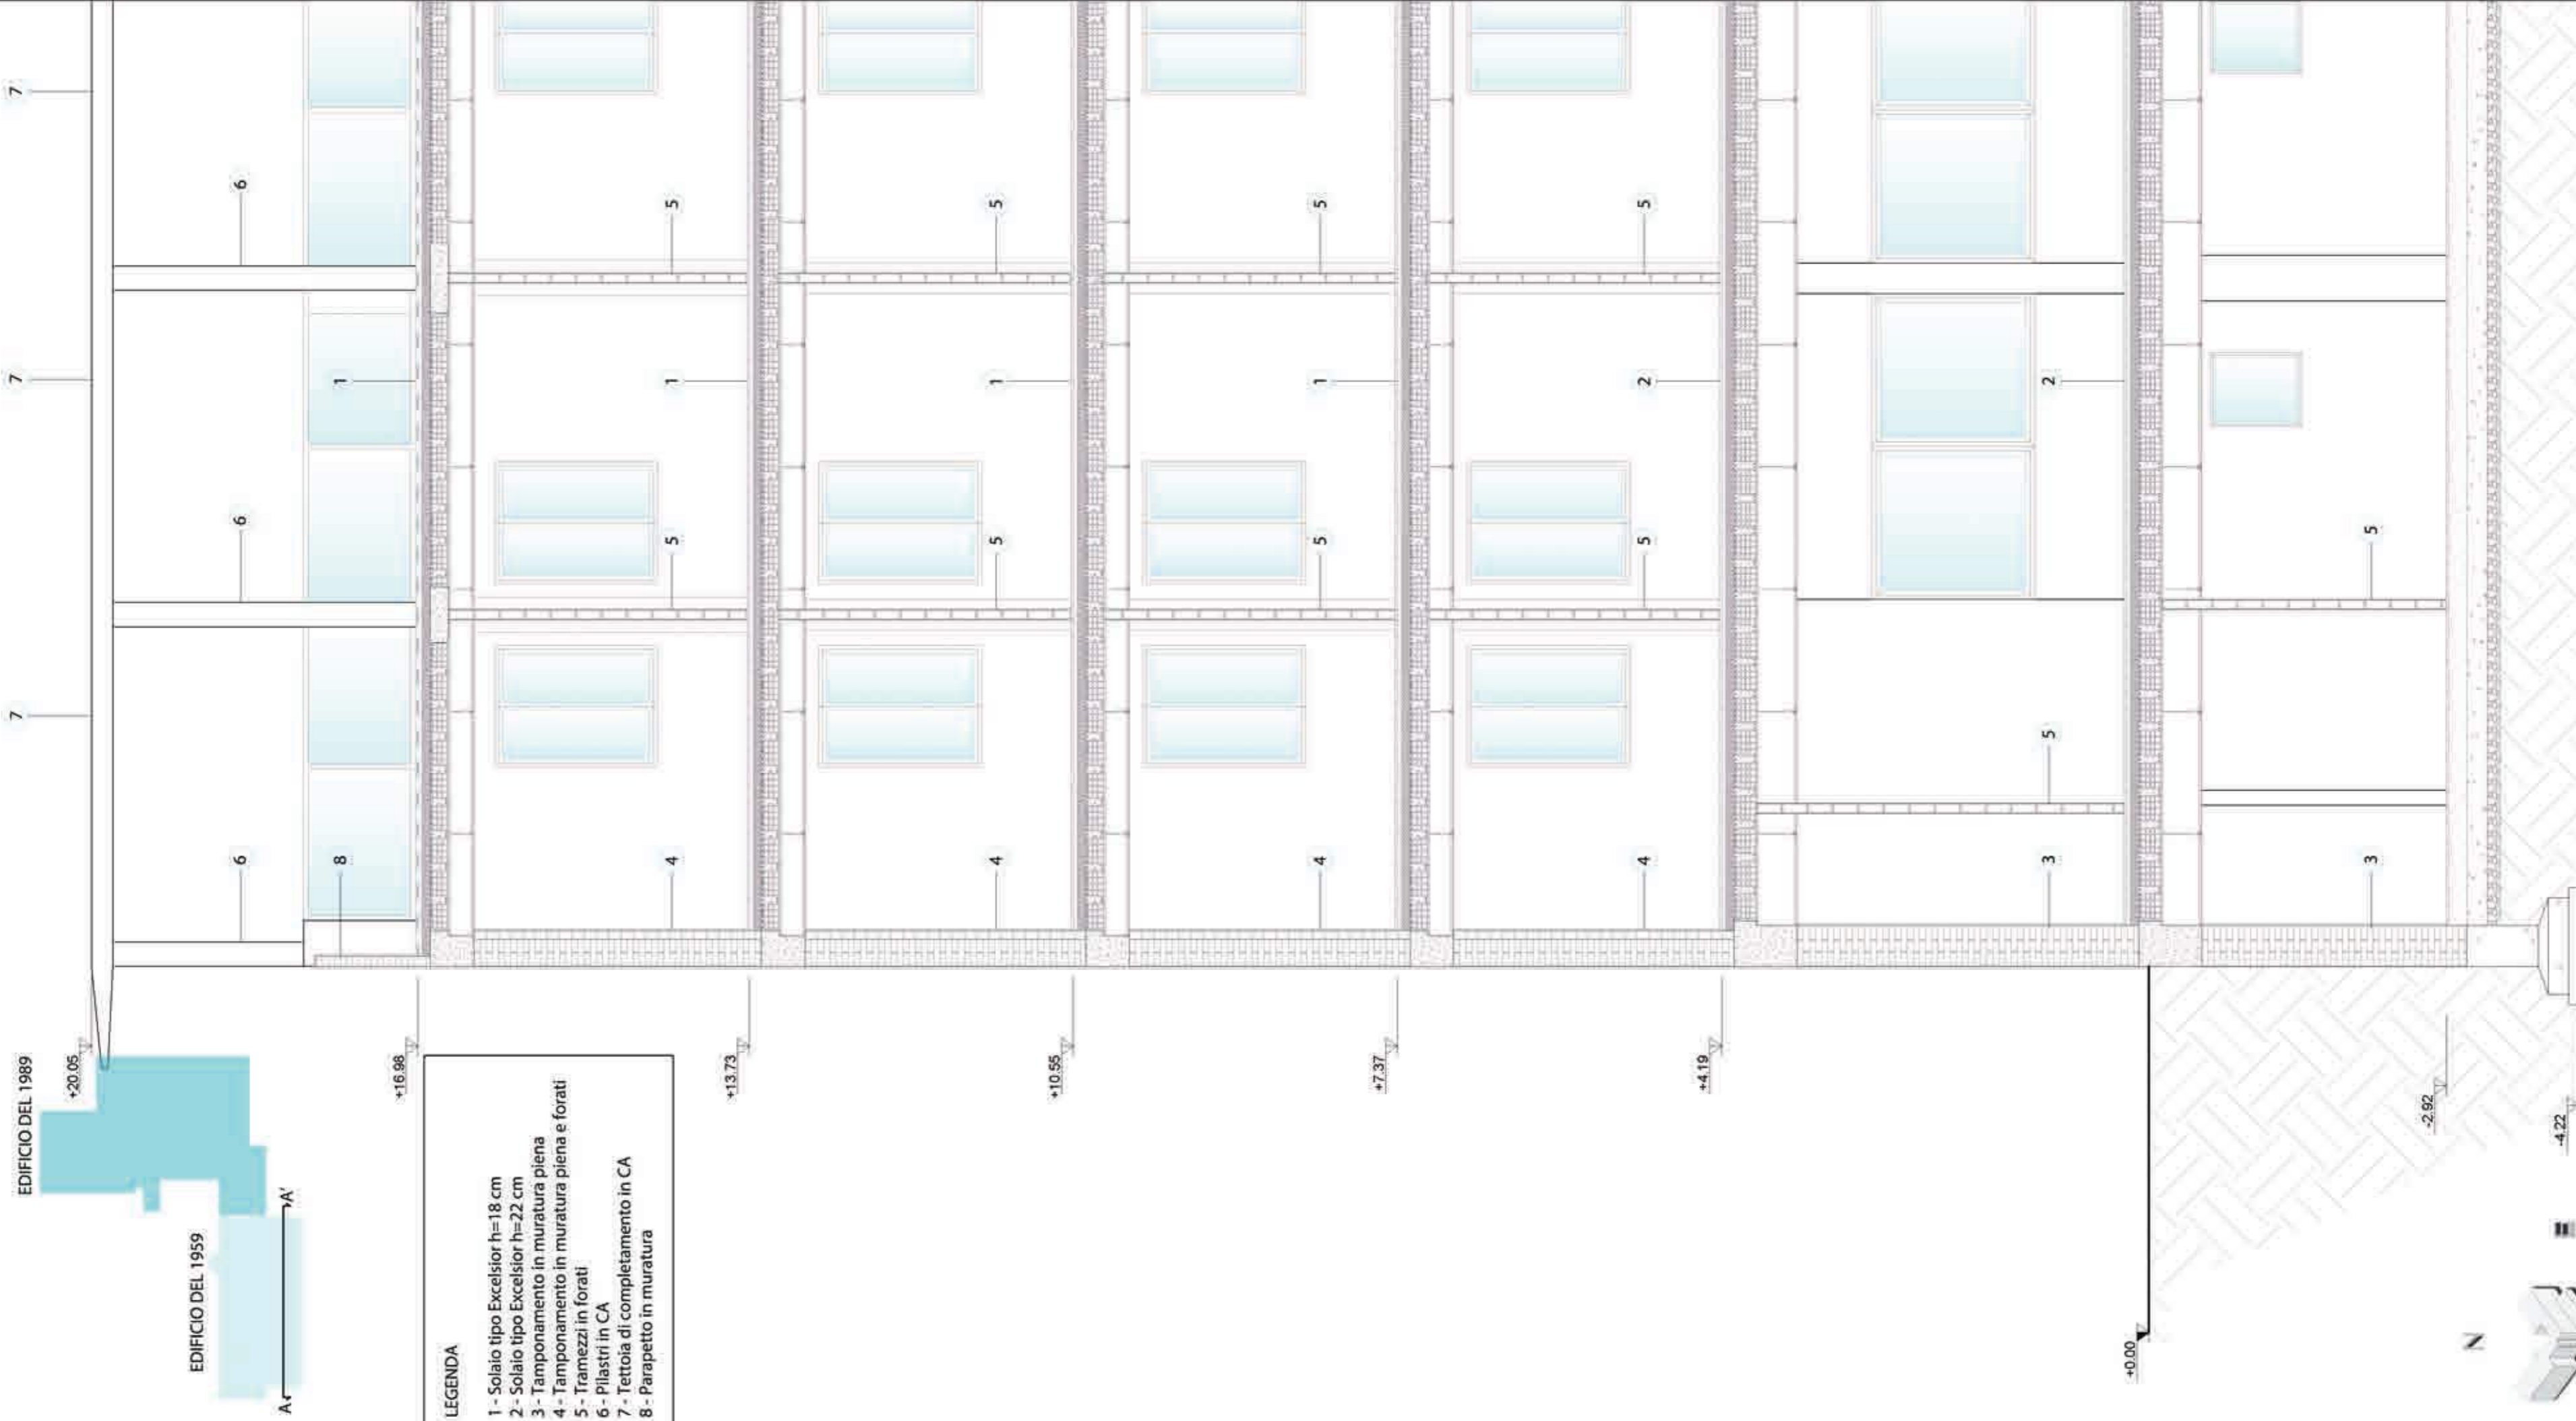 7 7 7
EDIFICIO DEL 1989
+20.05
EDIFICIO DEL 1959
6 6 6
A A'
8 1
+16.98
LEGENDA
1 - Solaio tipo Excelsior h=18 cm
2 - Solaio tipo Excelsior h=22 cm
3 - Tamponamento in muratura piena
4 - Tamponamento in muratura piena e forati
5 - Tramezzi in forati
6 - Pilastri in CA
7 - Tettoia di completamento in CA
8 - Parapetto in muratura
4 5 1 5
+13.73
4 5 1 5
+10.55
4 5 1 5
+7.37
4 5 2 5
+4.19
3 5 2
+0.00
3 5
-2.92
N
-4.22